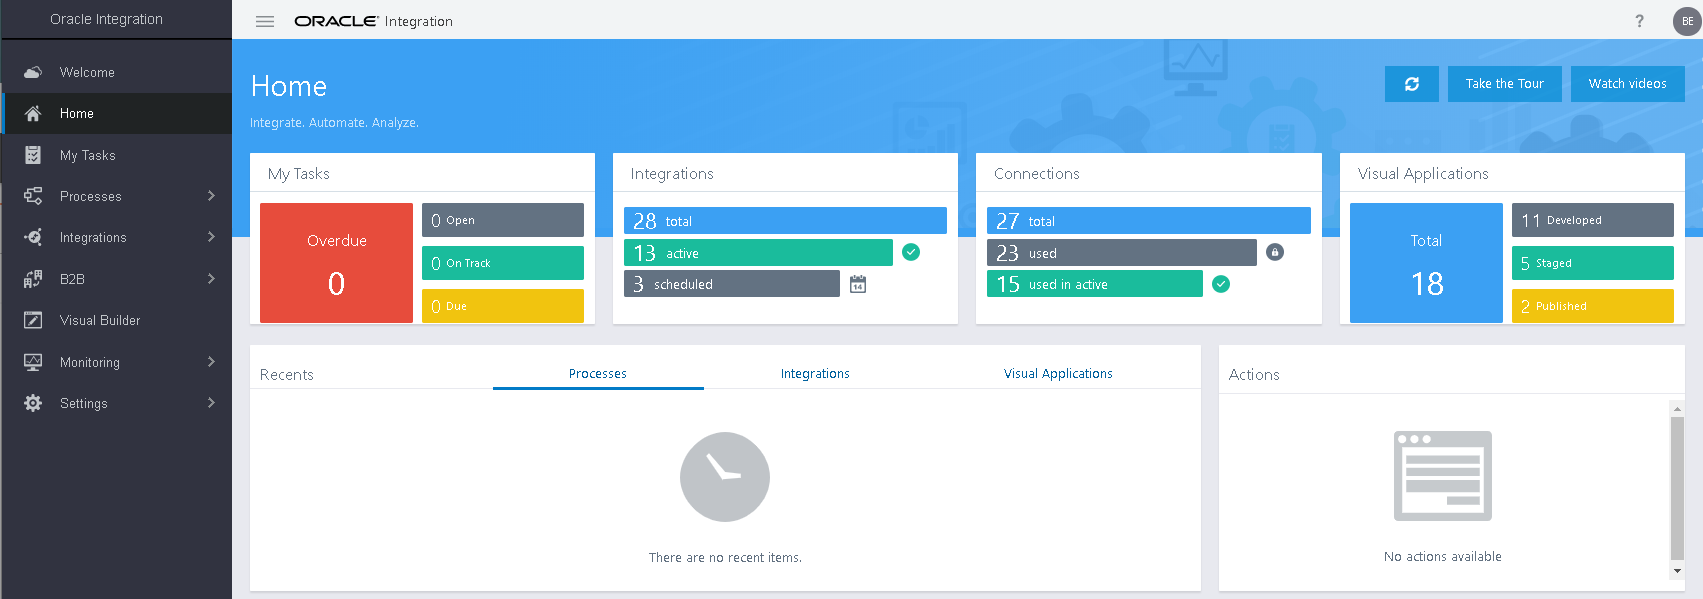 Oracle Integration
Welcome
Home
My Tasks
Processes
Integrations
B2B
Visual Builder
Monitoring
Settings
ORACLE® Integration
?
BE
Home
Integrate. Automate. Analyze.
Take the Tour
Watch videos
My Tasks
Overdue
0
0 Open
0 On Track
0 Due
Integrations
28 total
13 active
3 scheduled
14
Connections
27 total
23 used
15 used in active
Visual Applications
Total
18
11 Developed
5 Staged
2 Published
Recents
Processes
Integrations
Visual Applications
There are no recent items.
Actions
No actions available